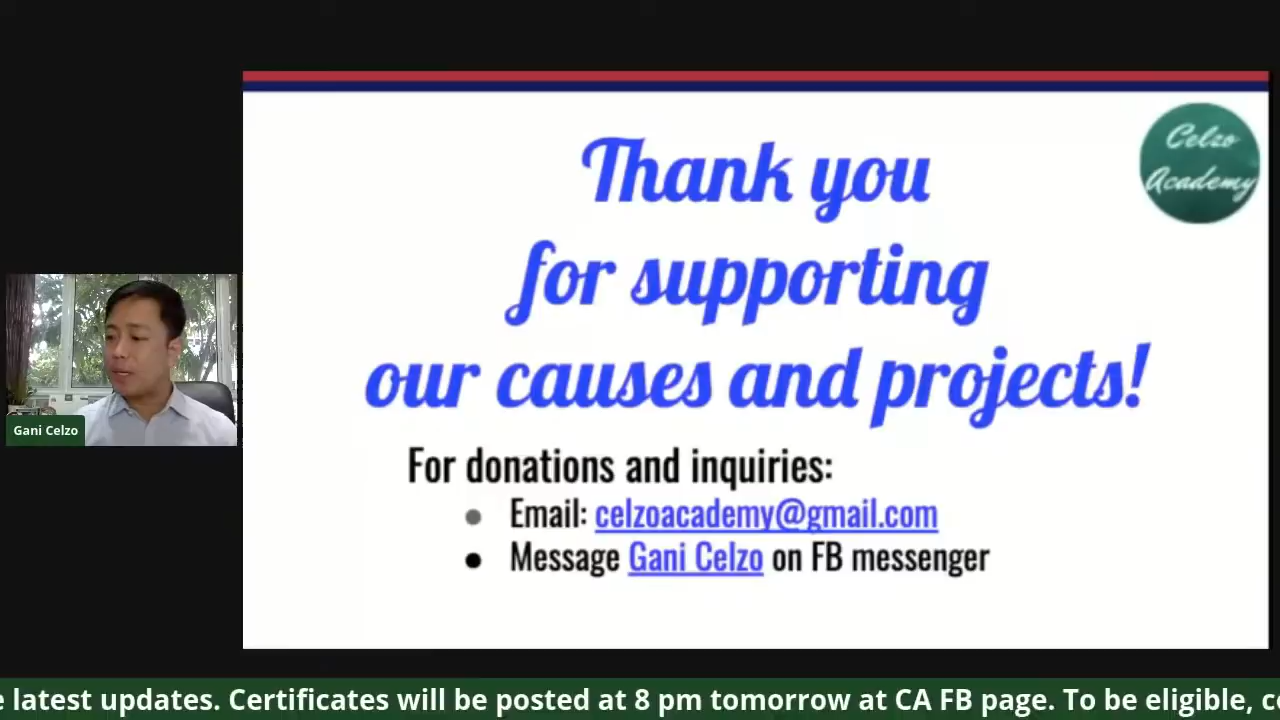 Thank you
for supporting
our causes and projects!
Celzo
Academy
For donations and inquiries:
● Email: celzoacademy@gmail.com
● Message Gani Celzo on FB messenger
Gani Celzo
latest updates. Certificates will be posted at 8 pm tomorrow at CA FB page. To be eligible,